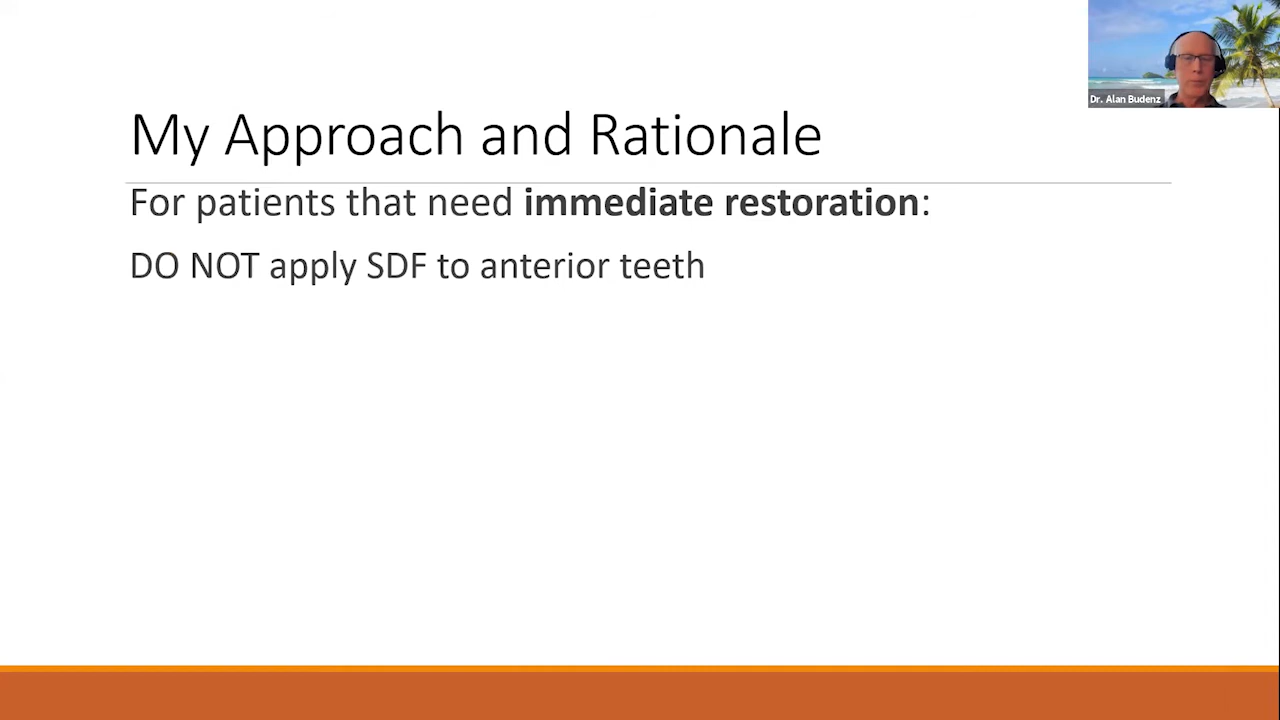 Dr. Alan Budenz
My Approach and Rationale
For patients that need immediate restoration:
DO NOT apply SDF to anterior teeth